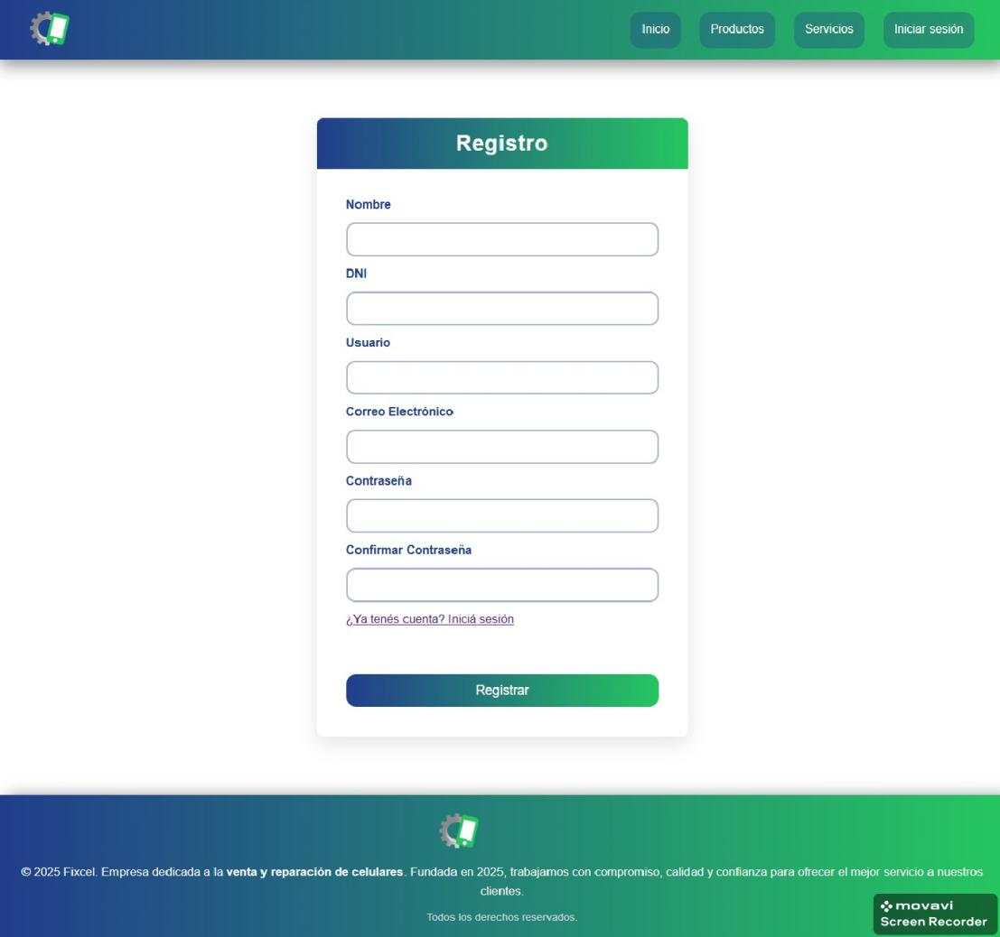 Inicio
Productos
Servicios
Iniciar sesión
Registro
Nombre
DNI
Usuario
Correo Electrónico
Contraseña
Confirmar Contraseña
¿Ya tenés cuenta? Iniciá sesión
Registrar
© 2025 Fixcel. Empresa dedicada a la venta y reparación de celulares. Fundada en 2025, trabajamos con compromiso, calidad y confianza para ofrecer el mejor servicio a nuestros
clientes.
Todos los derechos reservados.
movavi
Screen Recorder